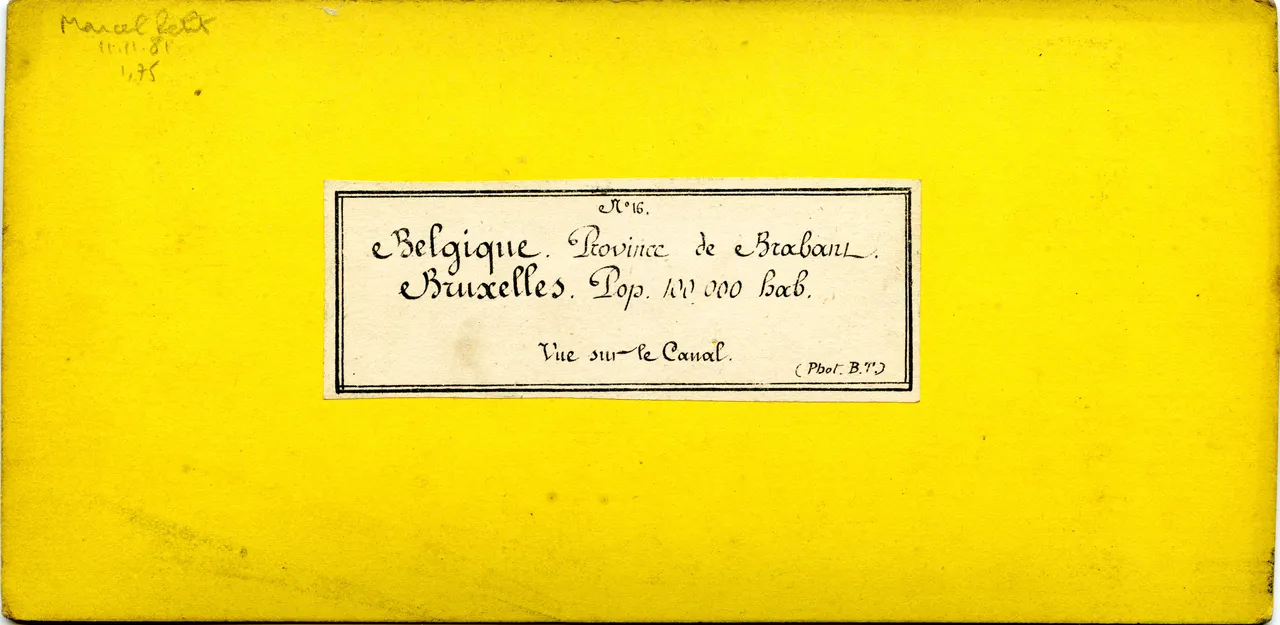 Marcel Petit
11.11.81
1,75
Nº 16.
Belgique. Province de Brabant.
Bruxelles. Pop. 100,000 hab.
Vue sur le Canal.
(Phot. B.T.)